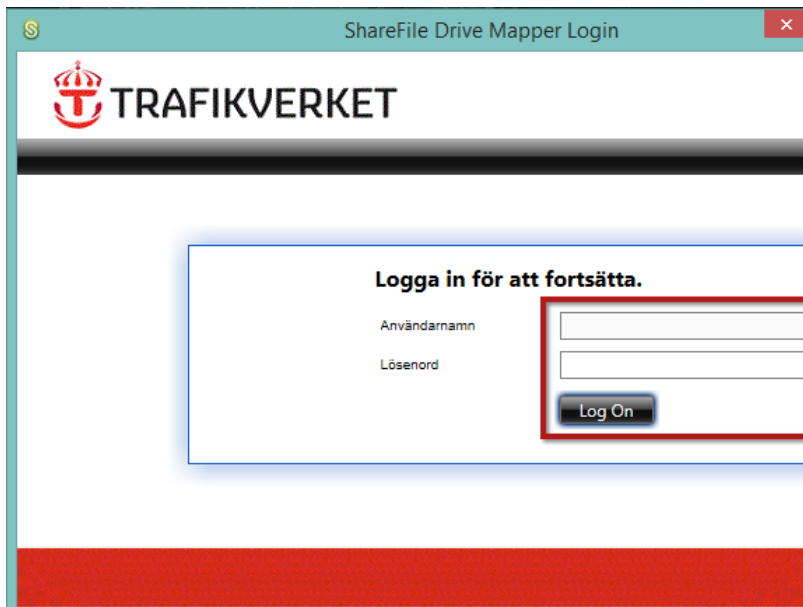 ShareFile Drive Mapper Login
TRAFIKVERKET
Logga in för att fortsätta.
Användarnamn
Lösenord
Log On